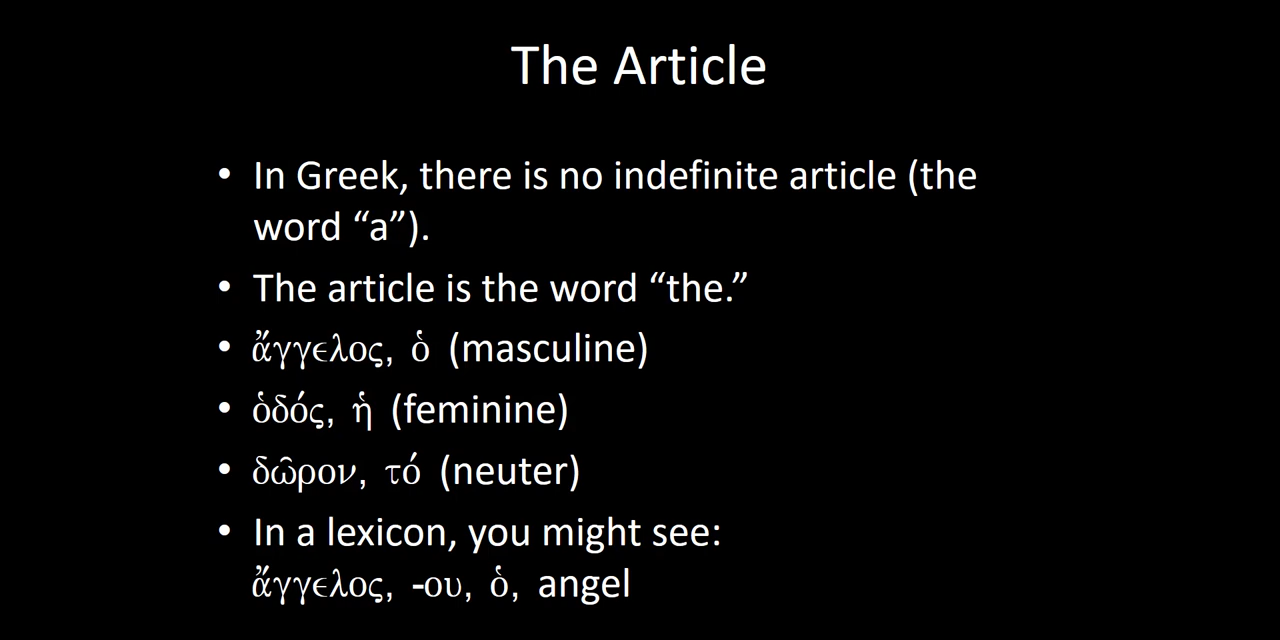 The Article
• In Greek, there is no indefinite article (the
word “a”).
• The article is the word “the.”
• ἄγγελος, ὁ (masculine)
• ὁδός, ἡ (feminine)
• δῶρον, τό (neuter)
• In a lexicon, you might see:
ἄγγελος, -ου, ὁ, angel